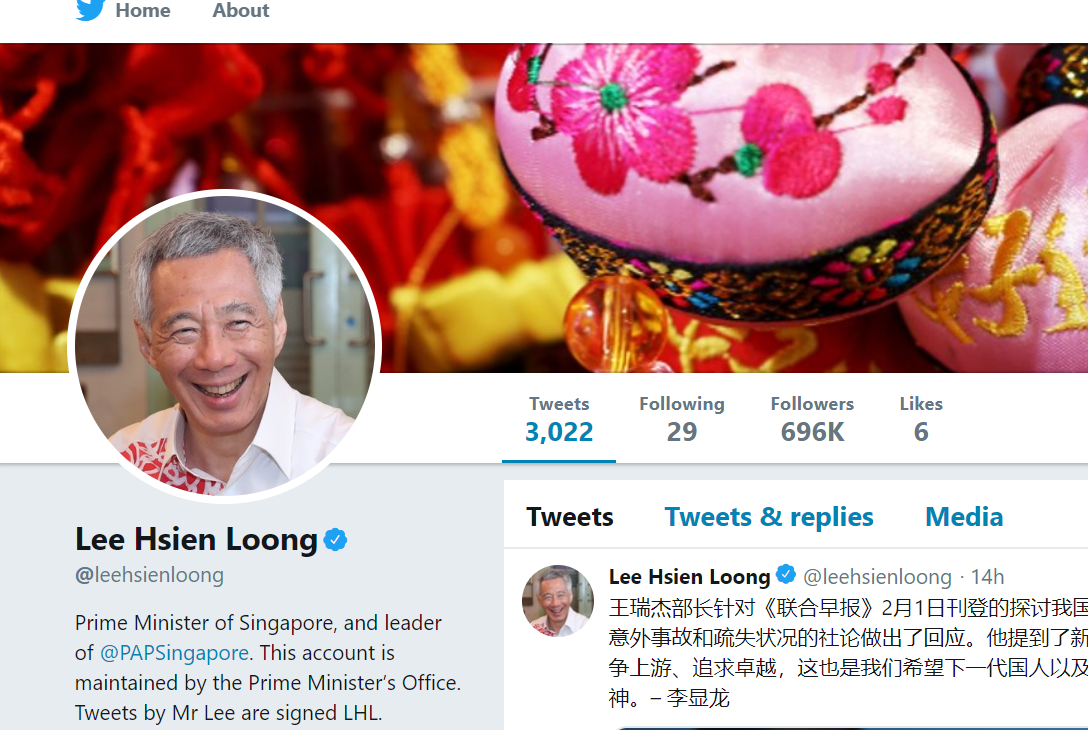 Home About
好
Tweets Following Followers Likes
3,022 29 696K 6
Lee Hsien Loong
@leehsienloong
Prime Minister of Singapore, and leader
of @PAPSingapore. This account is
maintained by the Prime Minister’s Office.
Tweets by Mr Lee are signed LHL.
Tweets Tweets & replies Media
Lee Hsien Loong @leehsienloong · 14h
王瑞杰部长针对《联合早报》2月1日刊登的探讨我国
意外事故和疏失状况的社论做出了回应。他提到了新
争上游、追求卓越，这也是我们希望下一代国人以及
神。– 李显龙